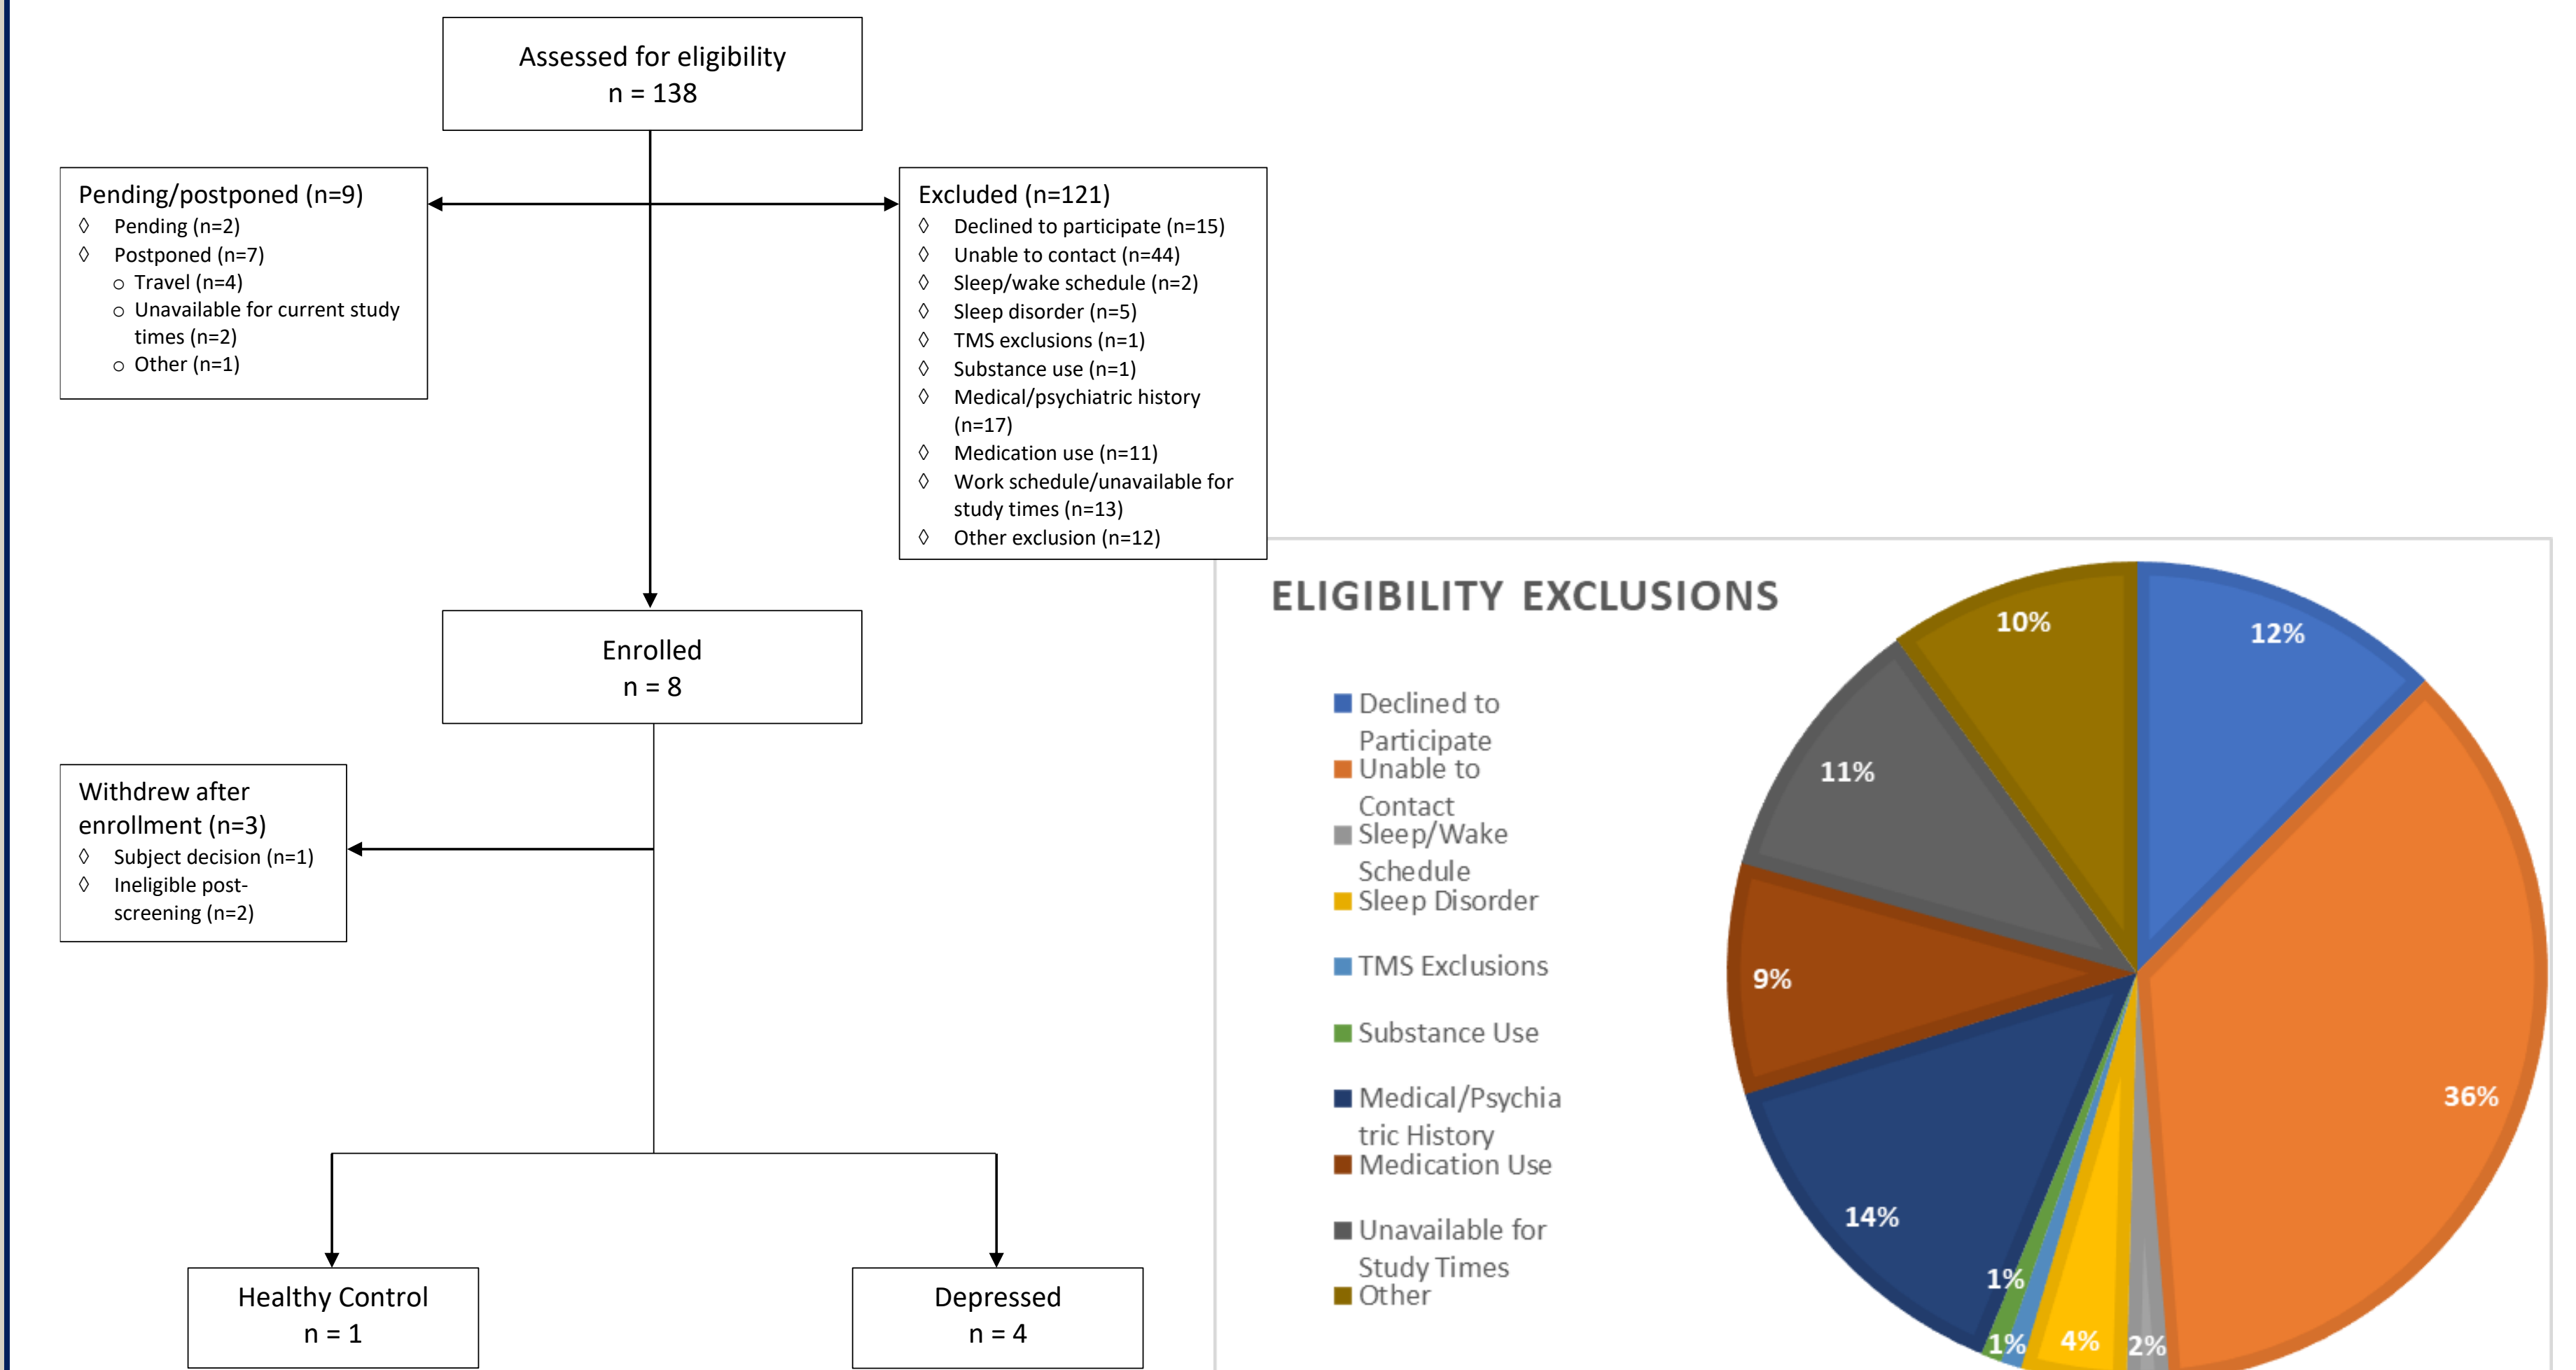 Assessed for eligibility
n = 138
Pending/postponed (n=9)
◊ Pending (n=2)
◊ Postponed (n=7)
o Travel (n=4)
o Unavailable for current study
times (n=2)
o Other (n=1)
Excluded (n=121)
◊ Declined to participate (n=15)
◊ Unable to contact (n=44)
◊ Sleep/wake schedule (n=2)
◊ Sleep disorder (n=5)
◊ TMS exclusions (n=1)
◊ Substance use (n=1)
◊ Medical/psychiatric history
(n=17)
◊ Medication use (n=11)
◊ Work schedule/unavailable for
study times (n=13)
◊ Other exclusion (n=12)
Enrolled
n = 8
Withdrew after
enrollment (n=3)
◊ Subject decision (n=1)
◊ Ineligible post-
screening (n=2)
Healthy Control
n = 1
Depressed
n = 4
ELIGIBILITY EXCLUSIONS
Declined to
Participate
Unable to
Contact
Sleep/Wake
Schedule
Sleep Disorder
TMS Exclusions
Substance Use
Medical/Psychia
tric History
Medication Use
Unavailable for
Study Times
Other
12%
36%
2%
4%
1%
1%
14%
9%
11%
10%